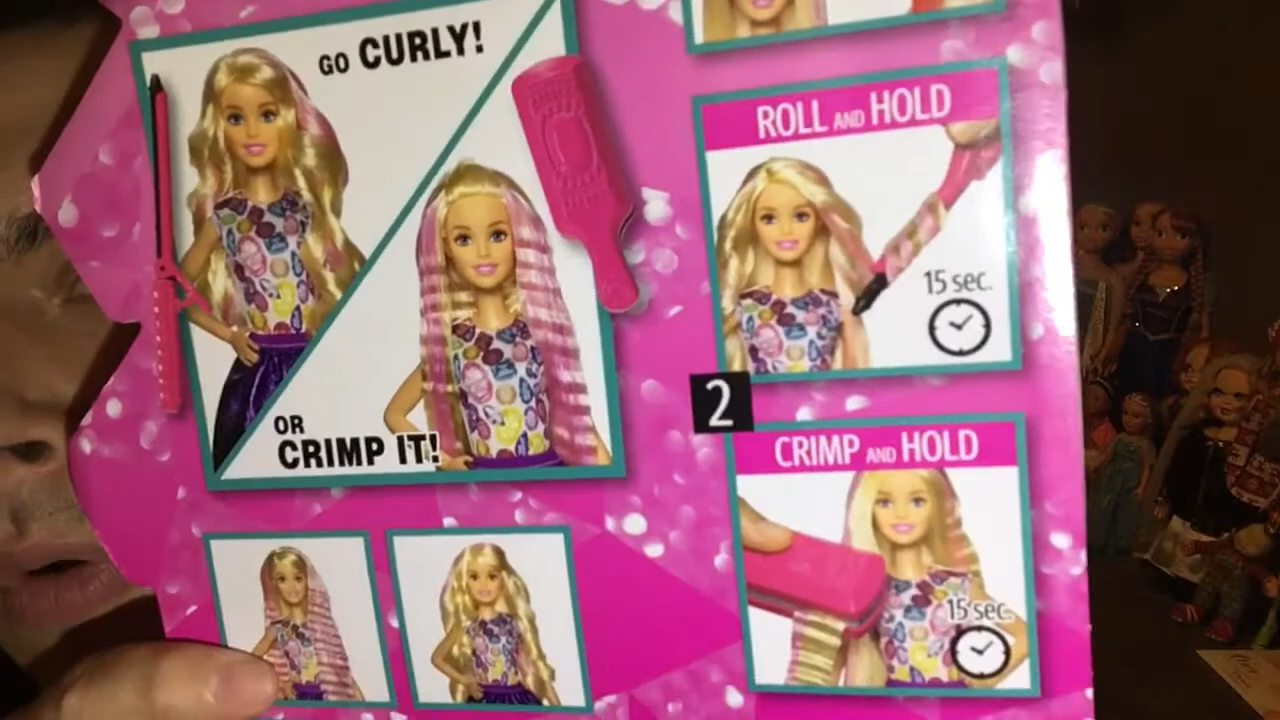 GO CURLY!
OR
CRIMP IT!
ROLL AND HOLD
15 sec.
2
CRIMP AND HOLD
15 sec.